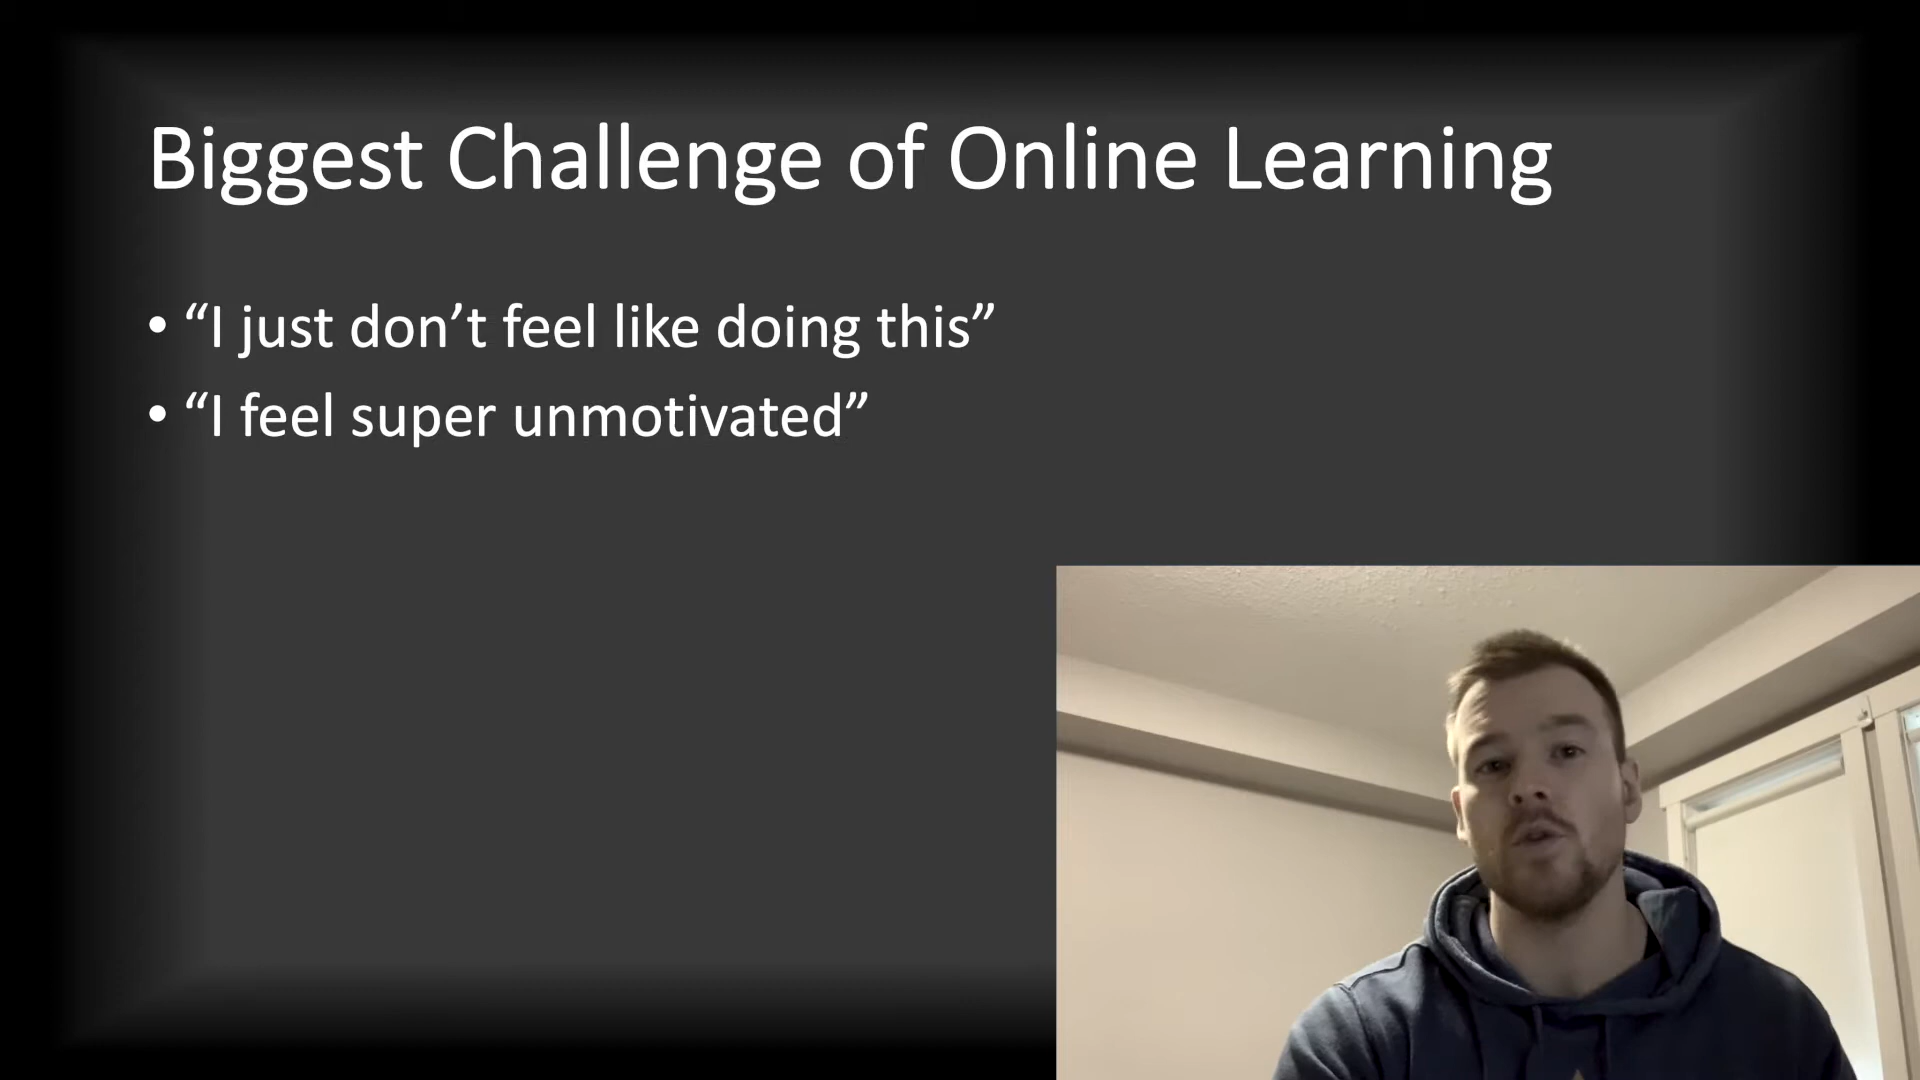 Biggest Challenge of Online Learning
• “I just don’t feel like doing this”
• “I feel super unmotivated”